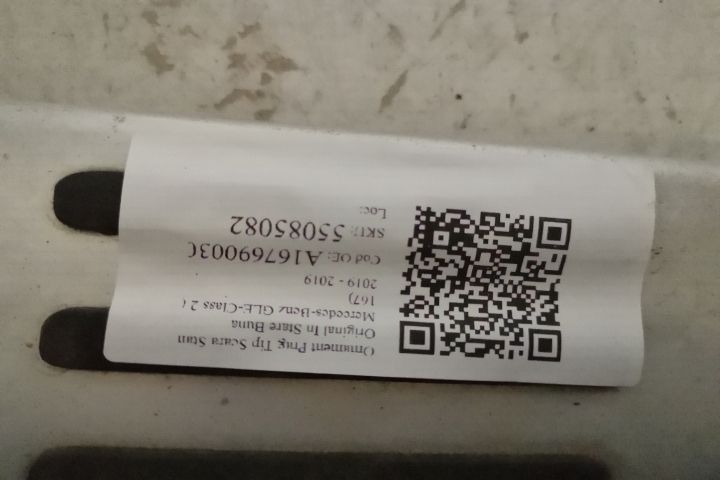 Ornament Prag Tip Scara Stan
Original In Stare Buna
Mercedes-Benz GLE-Class 2 (
167)
2019 - 2019
Cod OE: A167690030
SKU: 55085082
Loc: